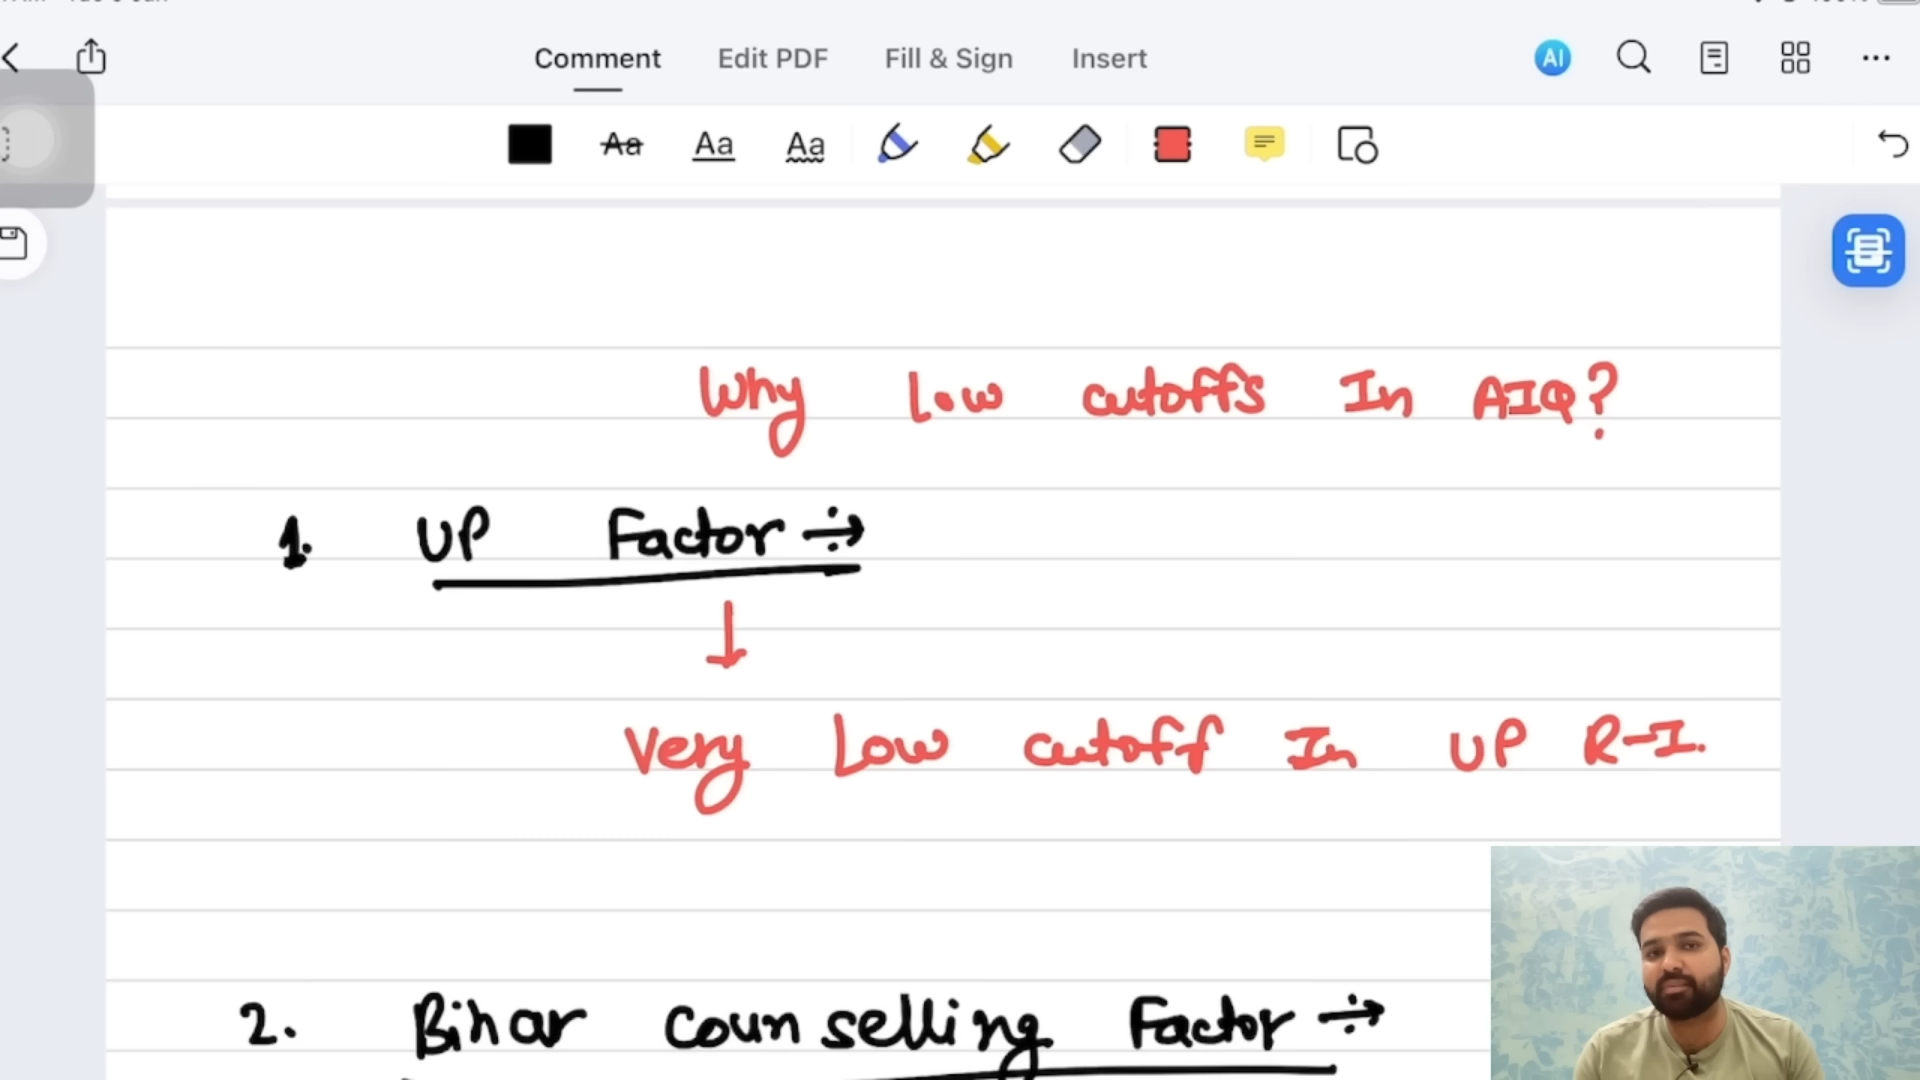 Comment Edit PDF Fill & Sign Insert AI
Aa Aa Aa
Why Low cutoffs In AIQ?
1. UP Factor ÷→
Very Low cutoff In UP R-I.
2. Bihar counselling Factor ÷→